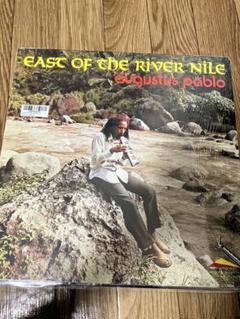 EAST OF THE RIVER NILE
augustus pablo